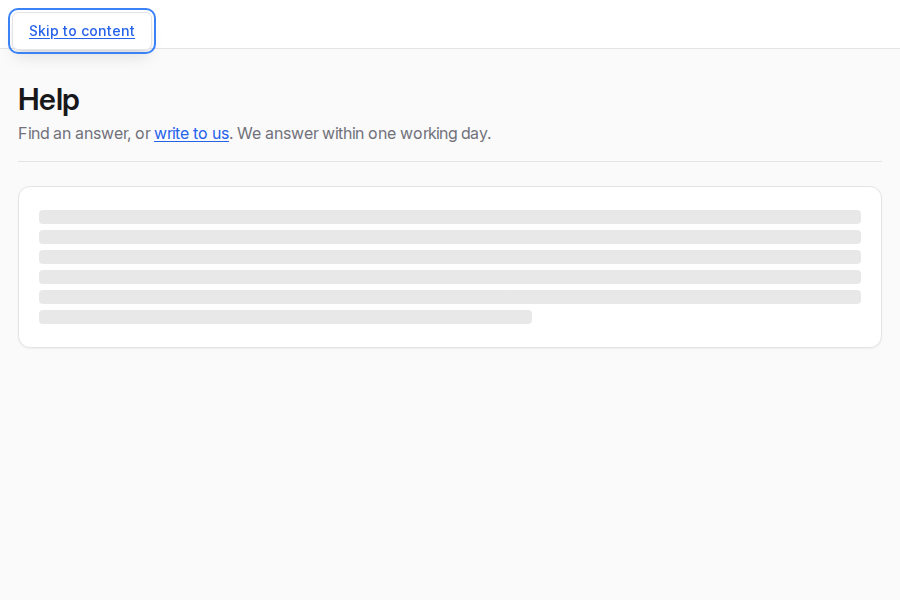 Skip to content
Help
Find an answer, or write to us. We answer within one working day.